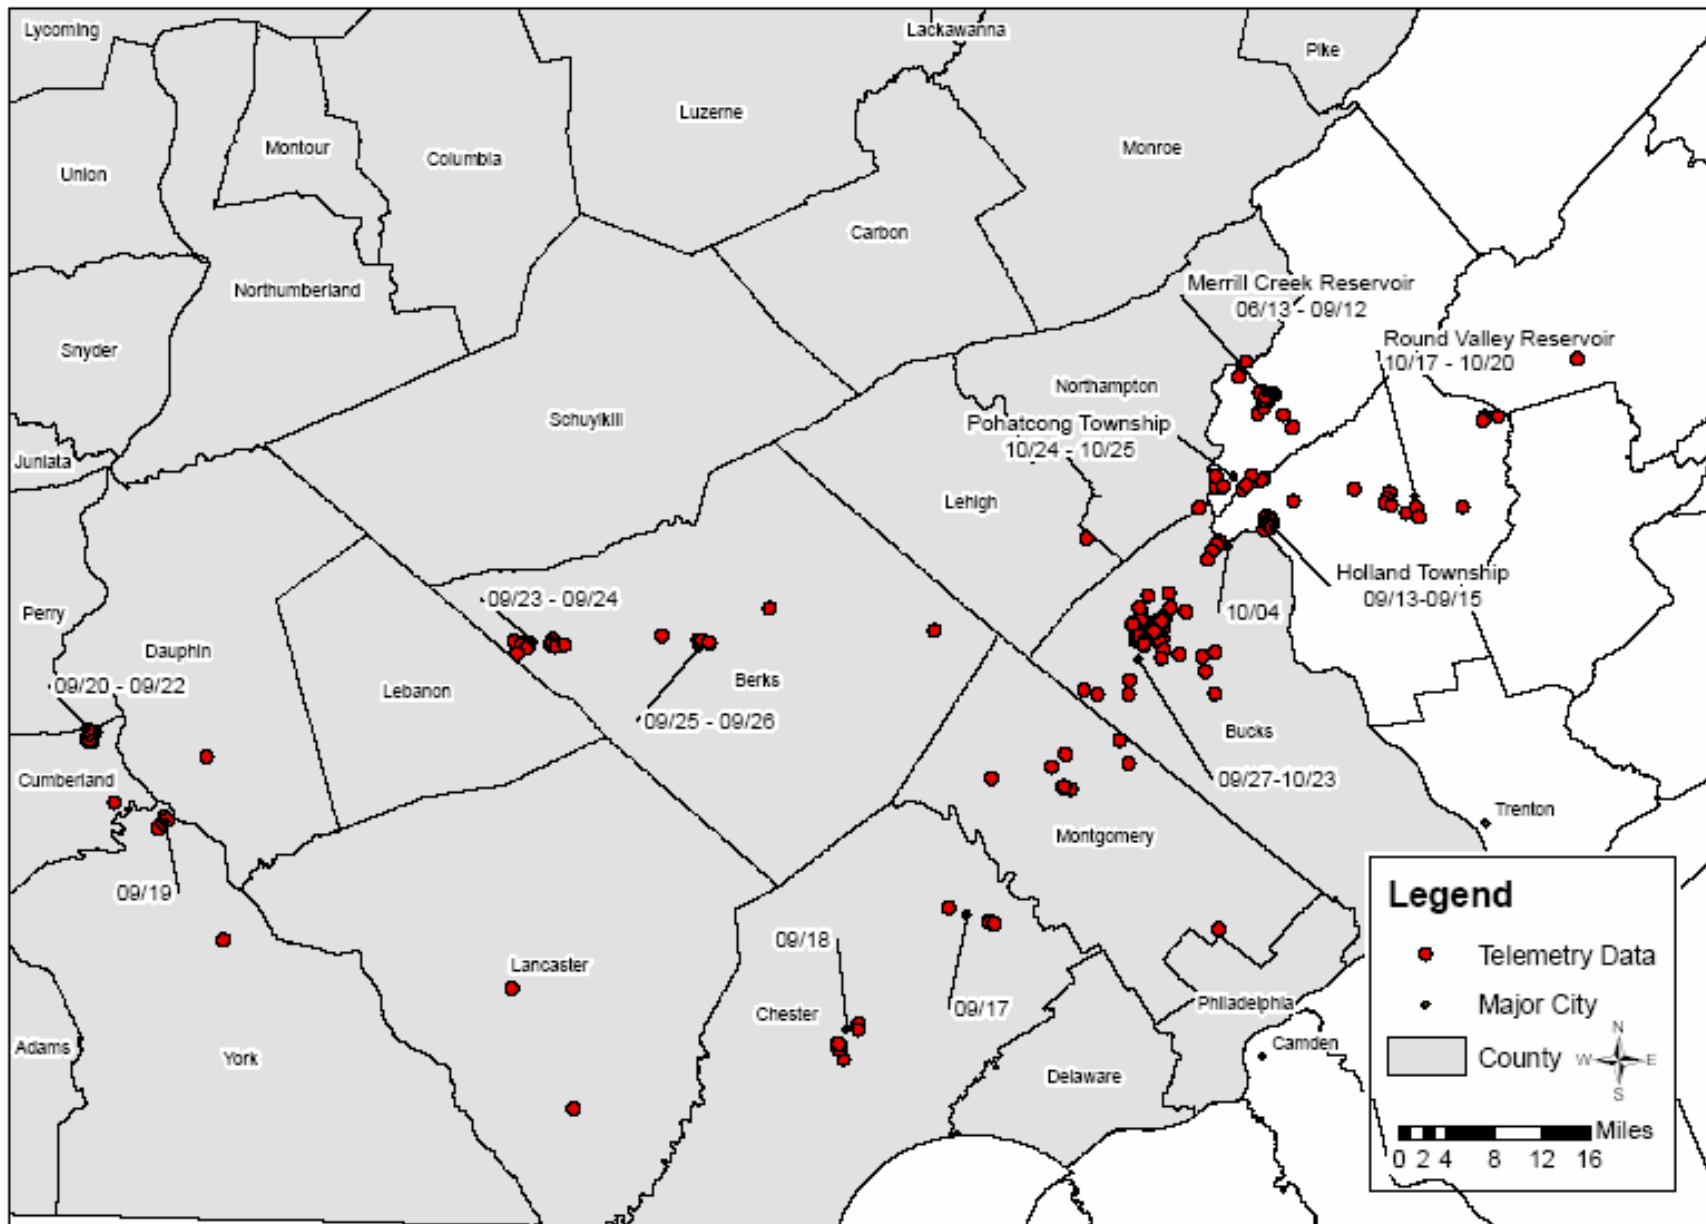 Lycoming
Lackawanna
Pike
Luzerne
Montour
Columbia
Monroe
Union
Carbon
Northumberland
Merrill Creek Reservoir
06/13 - 09/12
Snyder
Round Valley Reservoir
10/17 - 10/20
Northampton
Schuylkill
Pohatcong Township
10/24 - 10/25
Juniata
Lehigh
Holland Township
09/13-09/15
09/23 - 09/24
10/04
Perry
Dauphin
09/20 - 09/22
Lebanon
Berks
09/25 - 09/26
Bucks
Cumberland
09/27-10/23
Trenton
Montgomery
09/19
Legend
09/18
Telemetry Data
Lancaster
Major City
Chester
09/17
Philadelphia
Adams
York
Camden
County
N
W E
S
Delaware
Miles
0 2 4 8 12 16